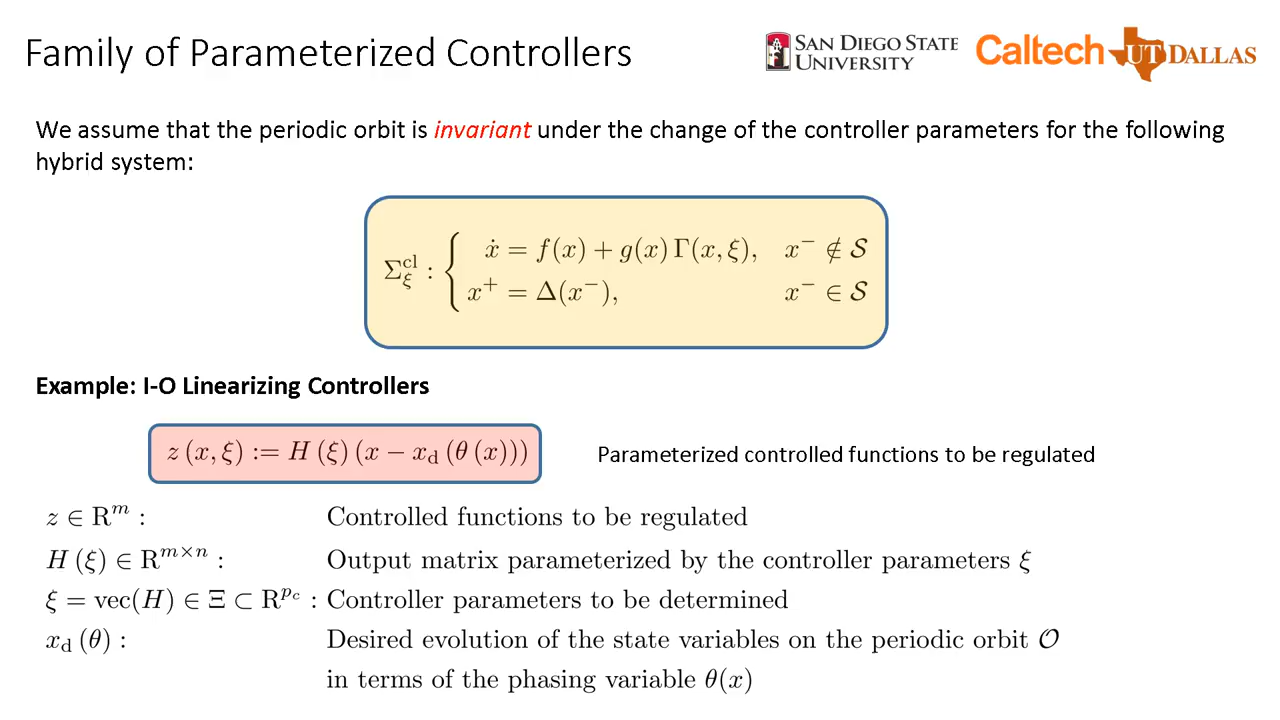 Family of Parameterized Controllers
SAN DIEGO STATE
UNIVERSITY
Caltech
UT DALLAS
We assume that the periodic orbit is invariant under the change of the controller parameters for the following
hybrid system:
Σ_ξ^cl : { ẋ = f(x) + g(x) Γ(x, ξ), x⁻ ∉ 𝒮
x⁺ = Δ(x⁻), x⁻ ∈ 𝒮
Example: I-O Linearizing Controllers
z (x, ξ) := H (ξ) (x − x_d (θ (x)))
Parameterized controlled functions to be regulated
z ∈ R^m : Controlled functions to be regulated
H (ξ) ∈ R^{m×n} : Output matrix parameterized by the controller parameters ξ
ξ = vec(H) ∈ Ξ ⊂ R^{p_c} : Controller parameters to be determined
x_d (θ) : Desired evolution of the state variables on the periodic orbit 𝒪
in terms of the phasing variable θ(x)